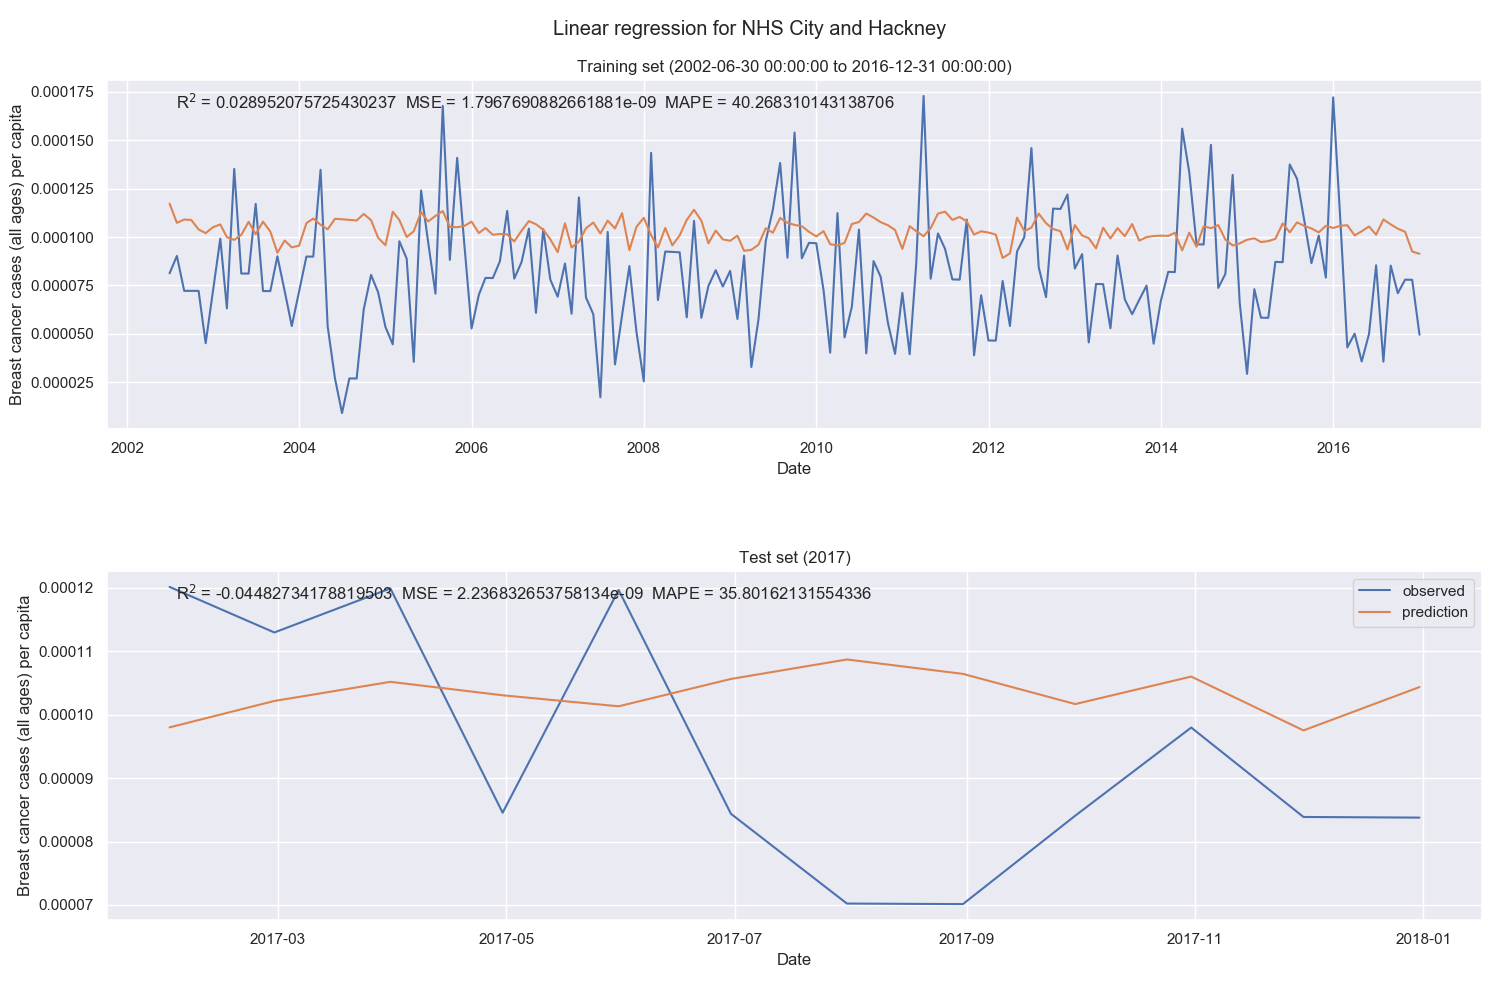 Linear regression for NHS City and Hackney
Training set (2002-06-30 00:00:00 to 2016-12-31 00:00:00)
R² = 0.028952075725430237 MSE = 1.7967690882661881e-09 MAPE = 40.268310143138706
Breast cancer cases (all ages) per capita
0.000175
0.000150
0.000125
0.000100
0.000075
0.000050
0.000025
2002 2004 2006 2008 2010 2012 2014 2016
Date
Test set (2017)
R² = -0.04482734178819503 MSE = 2.236832653758134e-09 MAPE = 35.80162131554336
observed
prediction
Breast cancer cases (all ages) per capita
0.00012
0.00011
0.00010
0.00009
0.00008
0.00007
2017-03 2017-05 2017-07 2017-09 2017-11 2018-01
Date